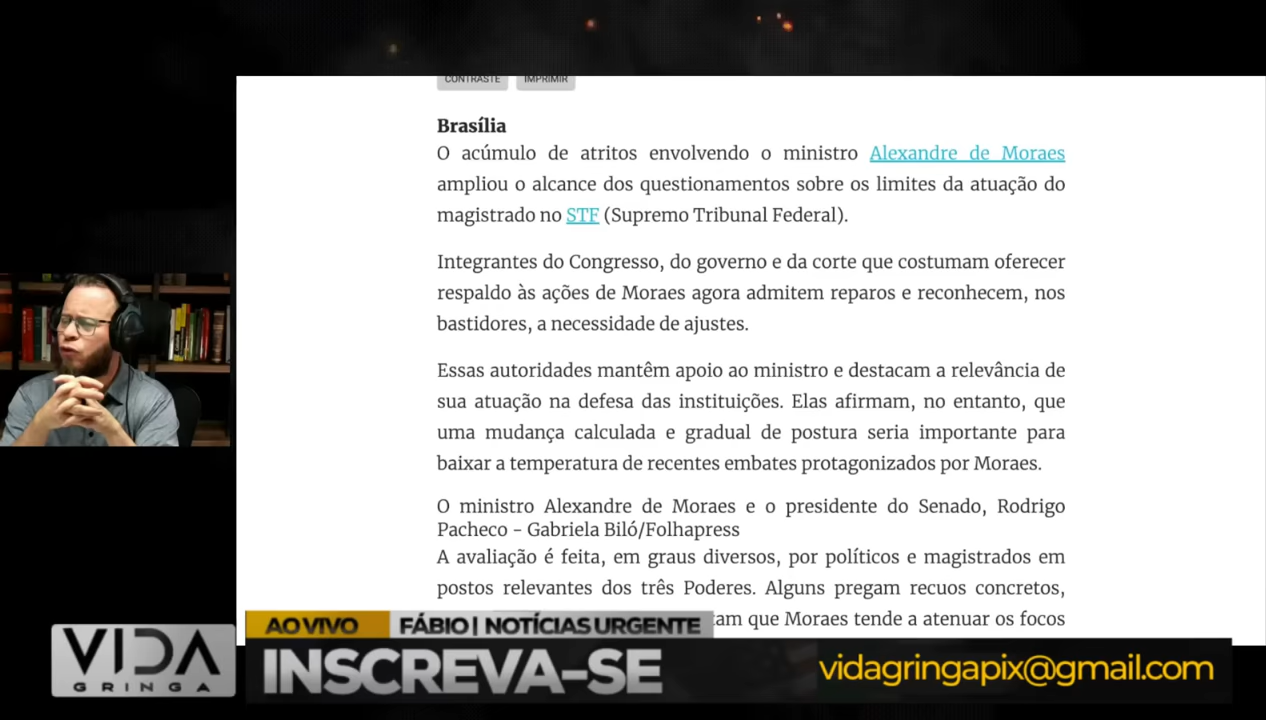 CONTRASTE IMPRIMIR
Brasília
O acúmulo de atritos envolvendo o ministro Alexandre de Moraes
ampliou o alcance dos questionamentos sobre os limites da atuação do
magistrado no STF (Supremo Tribunal Federal).
Integrantes do Congresso, do governo e da corte que costumam oferecer
respaldo às ações de Moraes agora admitem reparos e reconhecem, nos
bastidores, a necessidade de ajustes.
Essas autoridades mantêm apoio ao ministro e destacam a relevância de
sua atuação na defesa das instituições. Elas afirmam, no entanto, que
uma mudança calculada e gradual de postura seria importante para
baixar a temperatura de recentes embates protagonizados por Moraes.
O ministro Alexandre de Moraes e o presidente do Senado, Rodrigo
Pacheco - Gabriela Biló/Folhapress
A avaliação é feita, em graus diversos, por políticos e magistrados em
postos relevantes dos três Poderes. Alguns pregam recuos concretos,
que Moraes tende a atenuar os focos
AO VIVO FÁBIO | NOTÍCIAS URGENTE
VIDA
GRINGA
INSCREVA-SE
vidagringapix@gmail.com